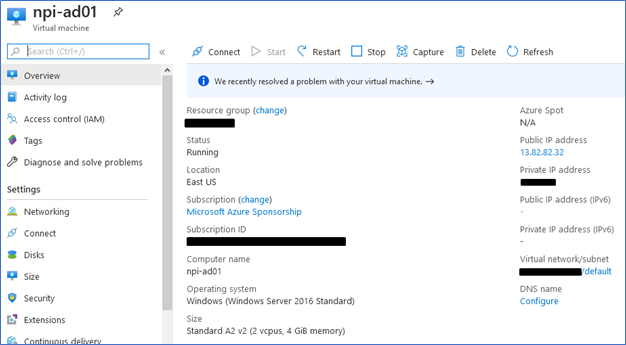 npi-ad01
Virtual machine
Search (Ctrl+/)
«
Overview
Activity log
Access control (IAM)
Tags
Diagnose and solve problems
Settings
Networking
Connect
Disks
Size
Security
Extensions
Continuous delivery
Connect Start Restart Stop Capture Delete Refresh
We recently resolved a problem with your virtual machine. →
Resource group (change)
Status
Running
Location
East US
Subscription (change)
Microsoft Azure Sponsorship
Subscription ID
Computer name
npi-ad01
Operating system
Windows (Windows Server 2016 Standard)
Size
Standard A2 v2 (2 vcpus, 4 GiB memory)
Azure Spot
N/A
Public IP address
13.82.82.32
Private IP address
Public IP address (IPv6)
-
Private IP address (IPv6)
-
Virtual network/subnet
/default
DNS name
Configure